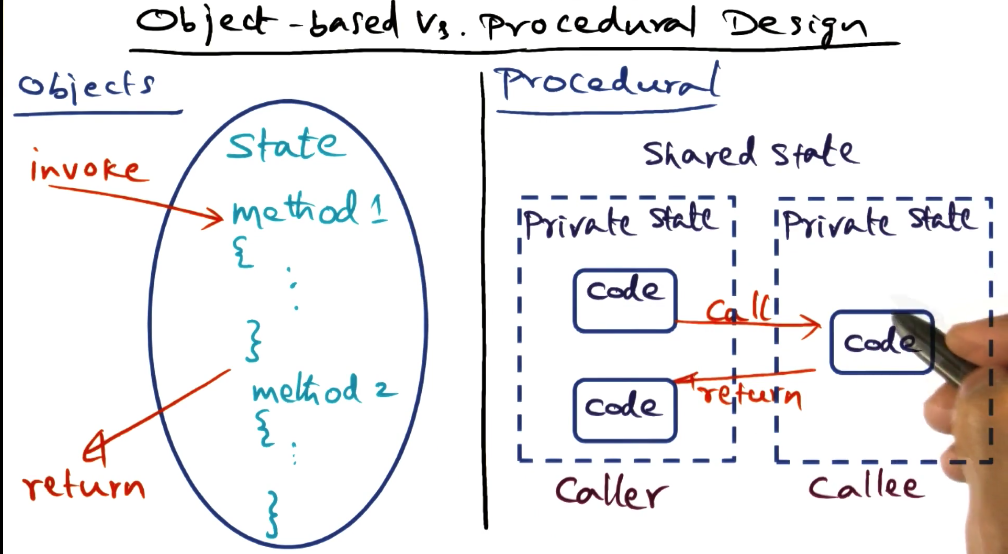 Object-based Vs. Procedural Design
Objects
invoke
State
method 1
{
:
}
method 2
{
:
}
return
Procedural
Shared State
Private State
code
call
code
return
Caller
Private State
code
Callee